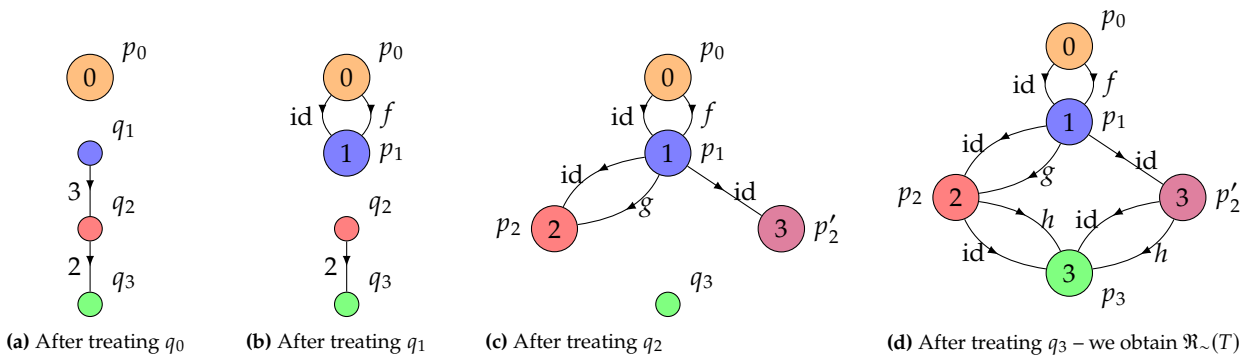 p₀
0
q₁
3
q₂
2
q₃
(a) After treating q₀
p₀
0
id f
1 p₁
q₂
2
q₃
(b) After treating q₁
p₀
0
id f
1 p₁
id g id
p₂ 2 3 p′₂
q₃
(c) After treating q₂
p₀
0
id f
1 p₁
id g id
p₂ 2 3 p′₂
id h id h
3
p₃
(d) After treating q₃ – we obtain ℜ∼(T)